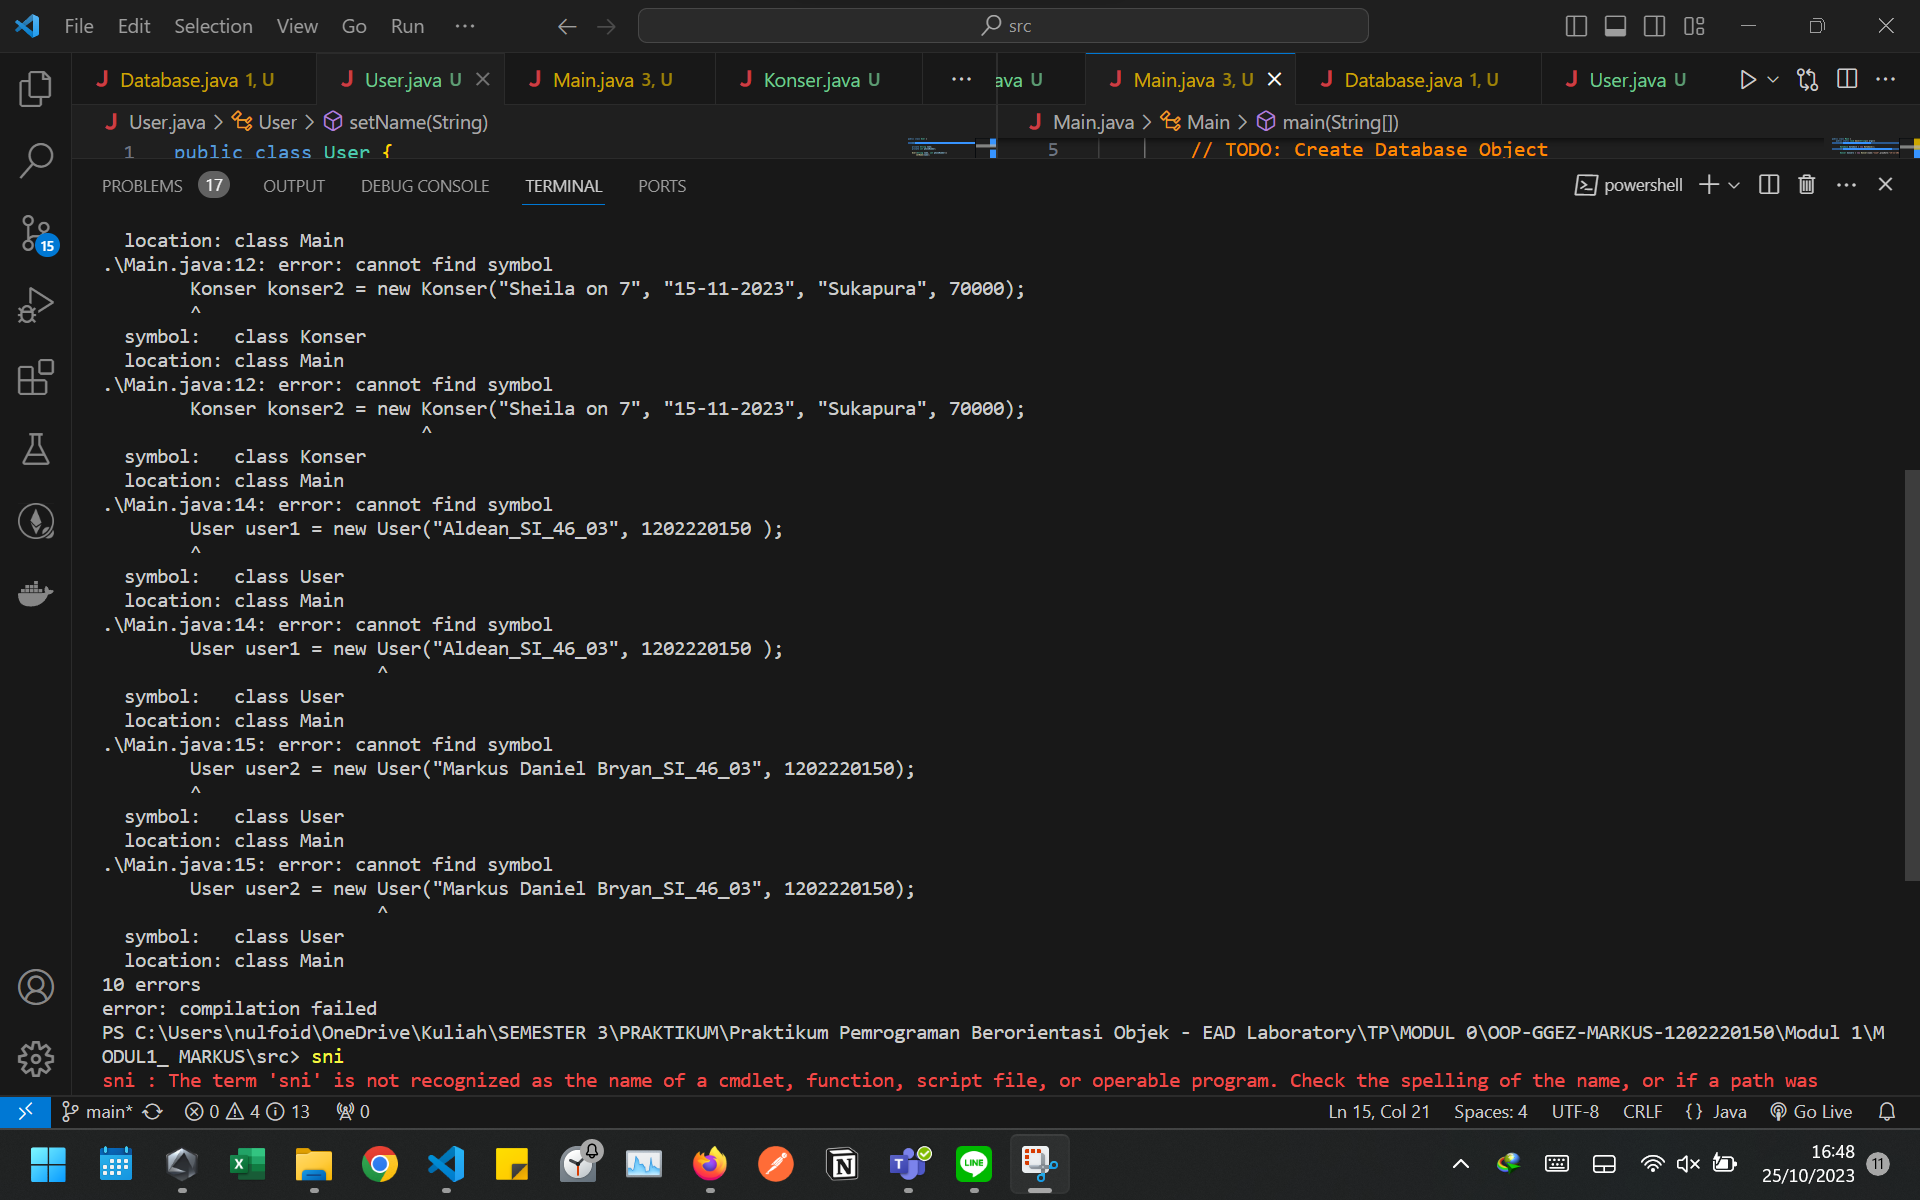 File Edit Selection View Go Run ··· src
Database.java 1, U User.java U Main.java 3, U Konser.java U ··· ava U Main.java 3, U Database.java 1, U User.java U ···
User.java > User > setName(String) Main.java > Main > main(String[])
1 public class User { 5 // TODO: Create Database Object
PROBLEMS 17 OUTPUT DEBUG CONSOLE TERMINAL PORTS powershell
location: class Main
.\Main.java:12: error: cannot find symbol
Konser konser2 = new Konser("Sheila on 7", "15-11-2023", "Sukapura", 70000);
^
symbol: class Konser
location: class Main
.\Main.java:12: error: cannot find symbol
Konser konser2 = new Konser("Sheila on 7", "15-11-2023", "Sukapura", 70000);
^
symbol: class Konser
location: class Main
.\Main.java:14: error: cannot find symbol
User user1 = new User("Aldean_SI_46_03", 1202220150 );
^
symbol: class User
location: class Main
.\Main.java:14: error: cannot find symbol
User user1 = new User("Aldean_SI_46_03", 1202220150 );
^
symbol: class User
location: class Main
.\Main.java:15: error: cannot find symbol
User user2 = new User("Markus Daniel Bryan_SI_46_03", 1202220150);
^
symbol: class User
location: class Main
.\Main.java:15: error: cannot find symbol
User user2 = new User("Markus Daniel Bryan_SI_46_03", 1202220150);
^
symbol: class User
location: class Main
10 errors
error: compilation failed
PS C:\Users\nulfoid\OneDrive\Kuliah\SEMESTER 3\PRAKTIKUM\Praktikum Pemrograman Berorientasi Objek - EAD Laboratory\TP\MODUL 0\OOP-GGEZ-MARKUS-1202220150\Modul 1\M
ODUL1_ MARKUS\src> sni
sni : The term 'sni' is not recognized as the name of a cmdlet, function, script file, or operable program. Check the spelling of the name, or if a path was
15
main* 0 4 13 0 Ln 15, Col 21 Spaces: 4 UTF-8 CRLF {} Java Go Live
16:48
25/10/2023 11